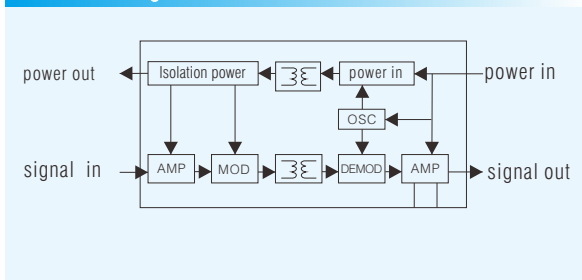 power out
Isolation power
power in
power in
OSC
signal in
AMP
MOD
DEMOD
AMP
signal out